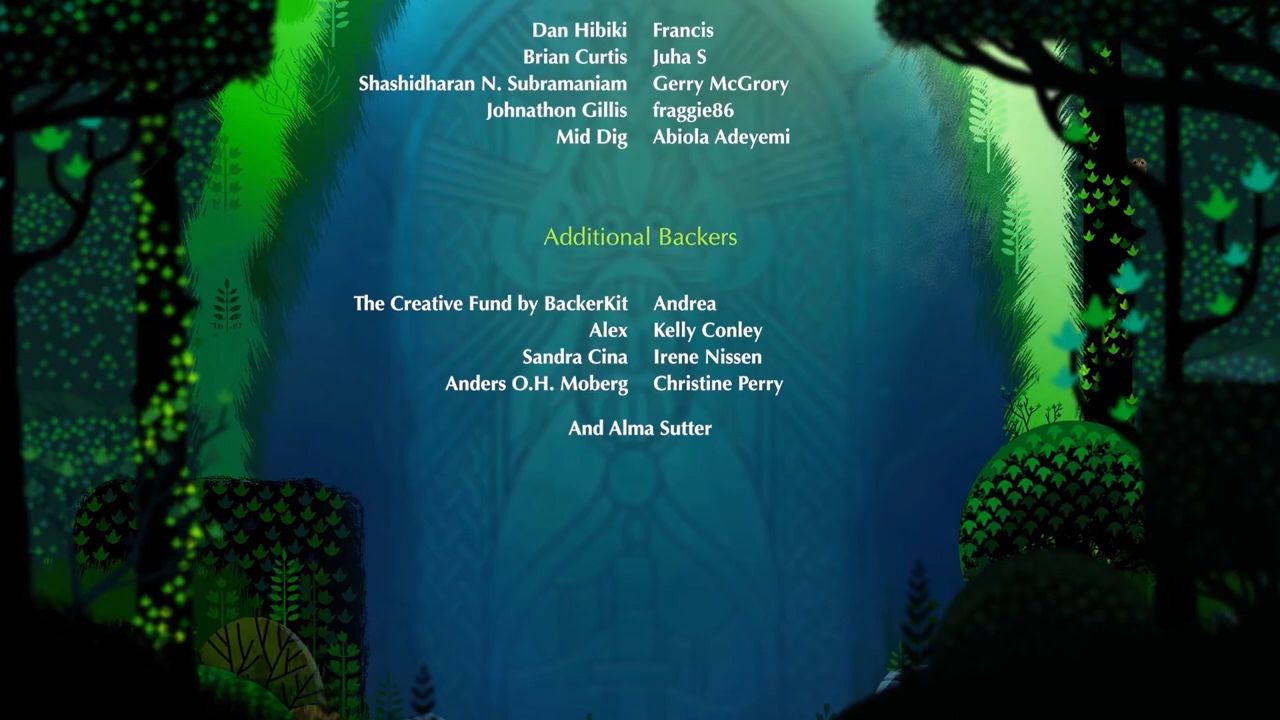 Dan Hibiki Francis
Brian Curtis Juha S
Shashidharan N. Subramaniam Gerry McGrory
Johnathon Gillis fraggie86
Mid Dig Abiola Adeyemi
Additional Backers
The Creative Fund by BackerKit Andrea
Alex Kelly Conley
Sandra Cina Irene Nissen
Anders O.H. Moberg Christine Perry
And Alma Sutter